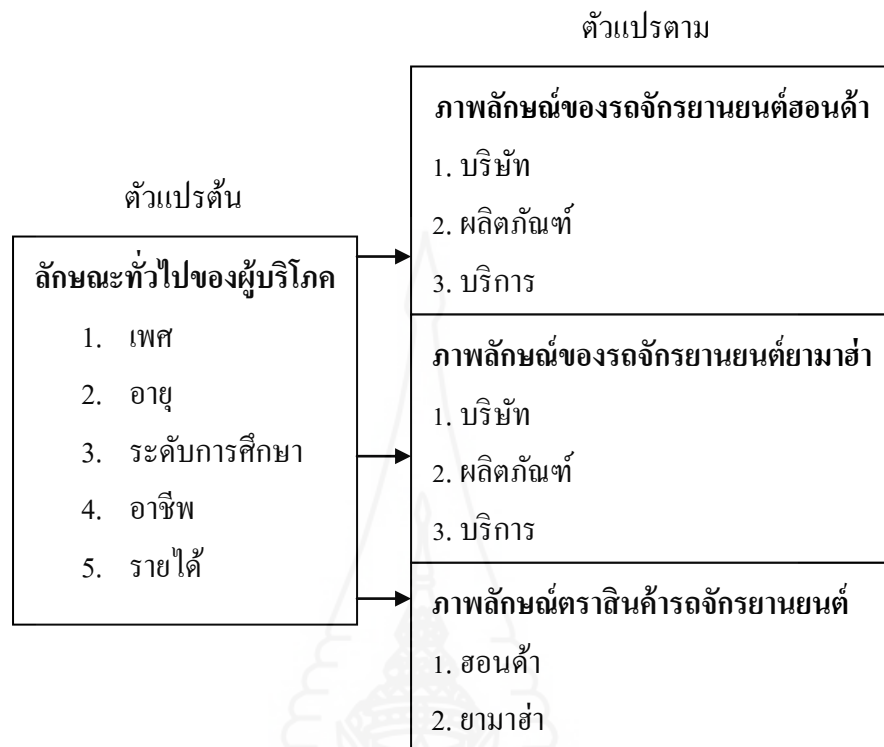 ตัวแปรตาม
ตัวแปรต้น
ลักษณะทั่วไปของผู้บริโภค
1. เพศ
2. อายุ
3. ระดับการศึกษา
4. อาชีพ
5. รายได้
ภาพลักษณ์ของรถจักรยานยนต์ฮอนด้า
1. บริษัท
2. ผลิตภัณฑ์
3. บริการ
ภาพลักษณ์ของรถจักรยานยนต์ยามาฮ่า
1. บริษัท
2. ผลิตภัณฑ์
3. บริการ
ภาพลักษณ์ตราสินค้ารถจักรยานยนต์
1. ฮอนด้า
2. ยามาฮ่า